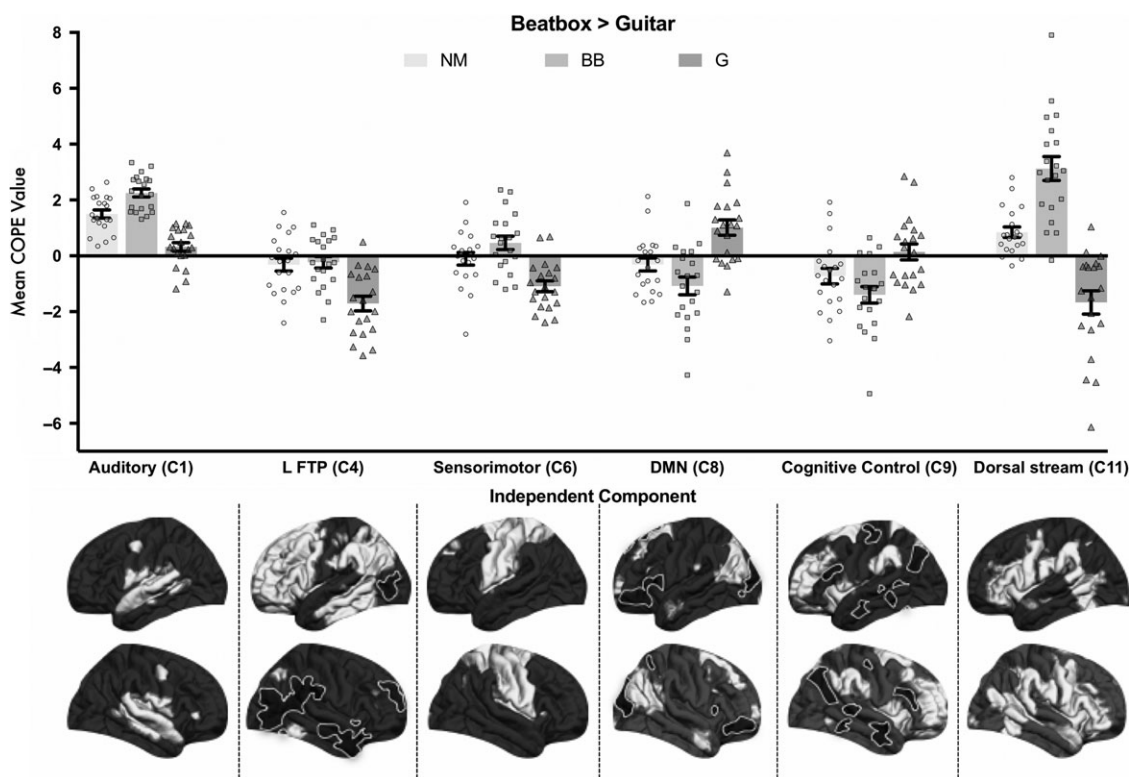 Beatbox > Guitar
NM BB G
Mean COPE Value
8
6
4
2
0
−2
−4
−6
Auditory (C1) L FTP (C4) Sensorimotor (C6) DMN (C8) Cognitive Control (C9) Dorsal stream (C11)
Independent Component